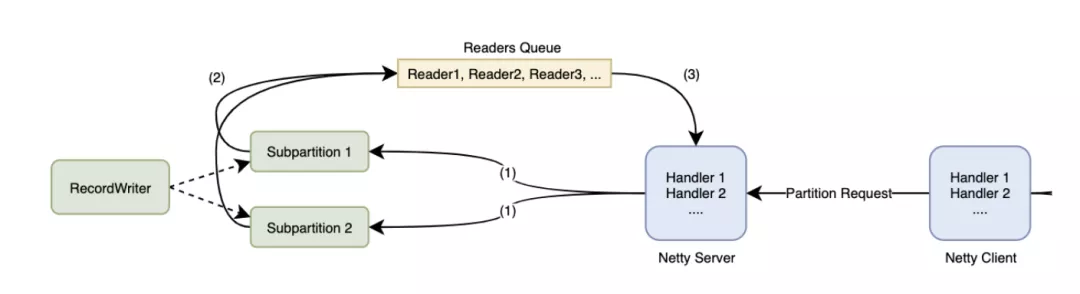 Readers Queue
(2)
Reader1, Reader2, Reader3, ...
(3)
Subpartition 1
(1)
RecordWriter
Subpartition 2
(1)
Handler 1
Handler 2
....
Netty Server
Partition Request
Handler 1
Handler 2
....
Netty Client